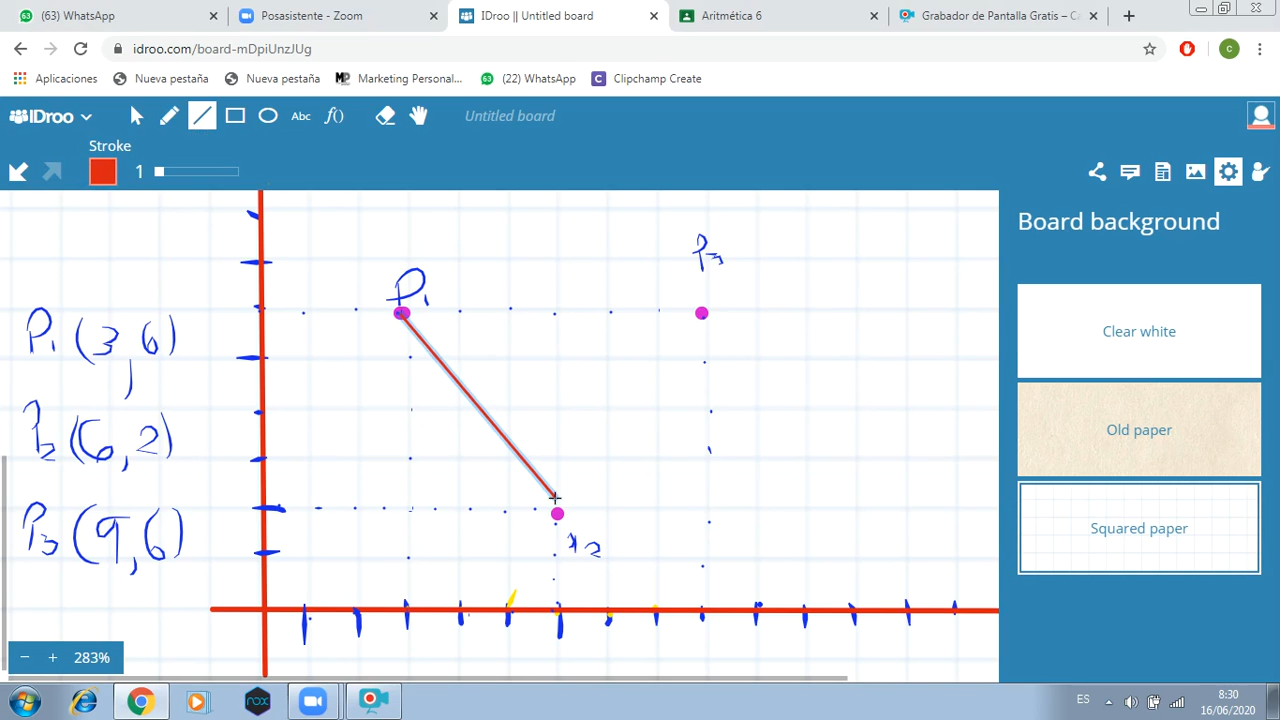 (63) WhatsApp
Posasistente - Zoom
IDroo || Untitled board
Aritmética 6
Grabador de Pantalla Gratis – Ca
idroo.com/board-mDpiUnzJUg
Aplicaciones
Nueva pestaña
Nueva pestaña
Marketing Personal...
(22) WhatsApp
Clipchamp Create
IDroo
Abc
f()
Untitled board
Stroke
1
Board background
Clear white
Old paper
Squared paper
P1
P3
P1 (3,6)
P2 (6,2)
P3 (9,6)
283%
ES
8:30
16/06/2020